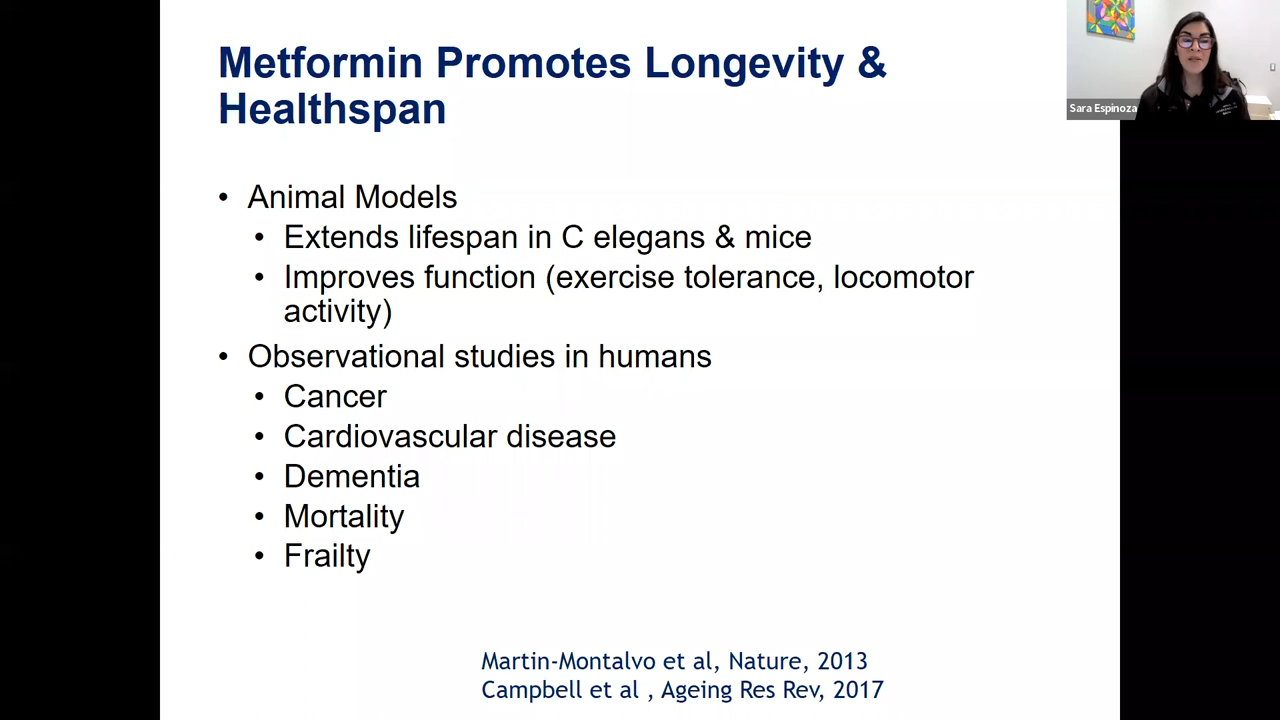 Metformin Promotes Longevity &
Healthspan
Sara Espinoza
• Animal Models
• Extends lifespan in C elegans & mice
• Improves function (exercise tolerance, locomotor
activity)
• Observational studies in humans
• Cancer
• Cardiovascular disease
• Dementia
• Mortality
• Frailty
Martin-Montalvo et al, Nature, 2013
Campbell et al , Ageing Res Rev, 2017